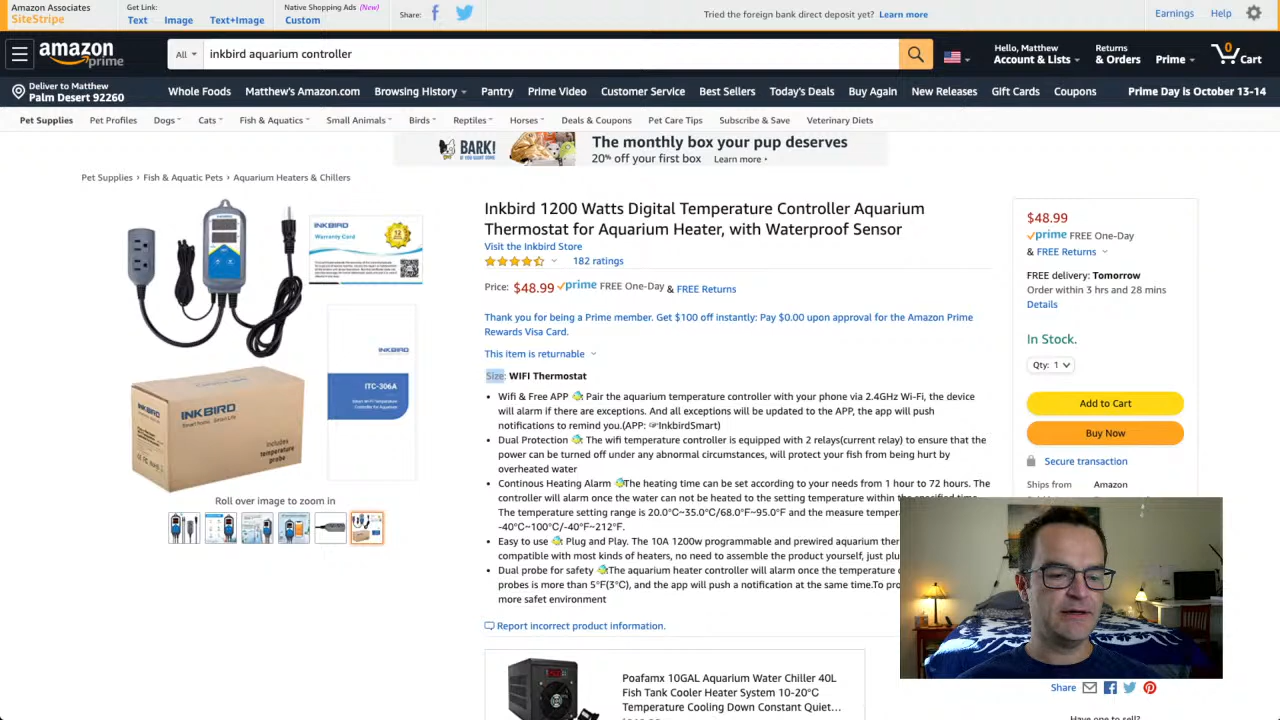 Amazon Associates
SiteStripe
Get Link:
Text Image Text+Image
Native Shopping Ads (New)
Custom
Share:
Tried the foreign bank direct deposit yet? Learn more
Earnings Help
amazon
prime
All
inkbird aquarium controller
Hello, Matthew
Account & Lists
Returns
& Orders
Prime
0
Cart
Deliver to Matthew
Palm Desert 92260
Whole Foods Matthew's Amazon.com Browsing History Pantry Prime Video Customer Service Best Sellers Today's Deals Buy Again New Releases Gift Cards Coupons
Prime Day is October 13-14
Pet Supplies Pet Profiles Dogs Cats Fish & Aquatics Small Animals Birds Reptiles Horses Deals & Coupons Pet Care Tips Subscribe & Save Veterinary Diets
BARK!
The monthly box your pup deserves
20% off your first box Learn more ›
Pet Supplies › Fish & Aquatic Pets › Aquarium Heaters & Chillers
INKBIRD
Warranty Card
INKBIRD
ITC-306A
INKBIRD
includes
temperature
probe
Roll over image to zoom in
Inkbird 1200 Watts Digital Temperature Controller Aquarium
Thermostat for Aquarium Heater, with Waterproof Sensor
Visit the Inkbird Store
182 ratings
Price: $48.99 prime FREE One-Day & FREE Returns
Thank you for being a Prime member. Get $100 off instantly: Pay $0.00 upon approval for the Amazon Prime
Rewards Visa Card.
This item is returnable
Size: WIFI Thermostat
• Wifi & Free APP Pair the aquarium temperature controller with your phone via 2.4GHz Wi-Fi, the device
will alarm if there are exceptions. And all exceptions will be updated to the APP, the app will push
notifications to remind you.(APP: ☞InkbirdSmart)
• Dual Protection The wifi temperature controller is equipped with 2 relays(current relay) to ensure that the
power can be turned off under any abnormal circumstances, will protect your fish from being hurt by
overheated water
• Continous Heating Alarm The heating time can be set according to your needs from 1 hour to 72 hours. The
controller will alarm once the water can not be heated to the setting temperature within the specified time.
The temperature setting range is 20.0℃~35.0℃/68.0°F~95.0°F and the measure
-40℃~100℃/-40°F~212°F.
• Easy to use Plug and Play. The 10A 1200w programmable and prewired aquarium
compatible with most kinds of heaters, no need to assemble the product yourself, just
• Dual probe for safety The aquarium heater controller will alarm once the temperature
probes is more than 5°F(3℃), and the app will push a notification at the same time.To
more safet environment
Report incorrect product information.
Poafamx 10GAL Aquarium Water Chiller 40L
Fish Tank Cooler Heater System 10-20℃
Temperature Cooling Down Constant Quiet...
$48.99
prime FREE One-Day
& FREE Returns
FREE delivery: Tomorrow
Order within 3 hrs and 28 mins
Details
In Stock.
Qty: 1
Add to Cart
Buy Now
Secure transaction
Ships from Amazon
Share
Have one to sell?